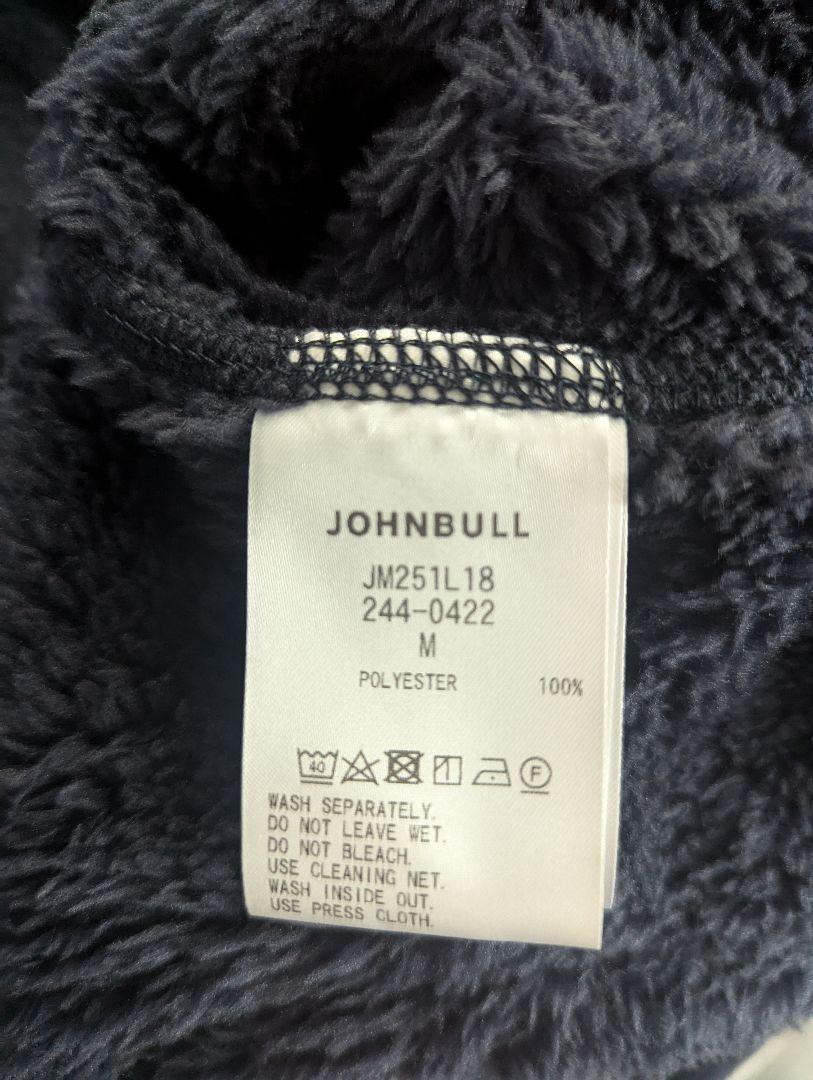 JOHNBULL
JM251L18
244-0422
M
POLYESTER 100%
40 F
WASH SEPARATELY.
DO NOT LEAVE WET.
DO NOT BLEACH.
USE CLEANING NET.
WASH INSIDE OUT.
USE PRESS CLOTH.